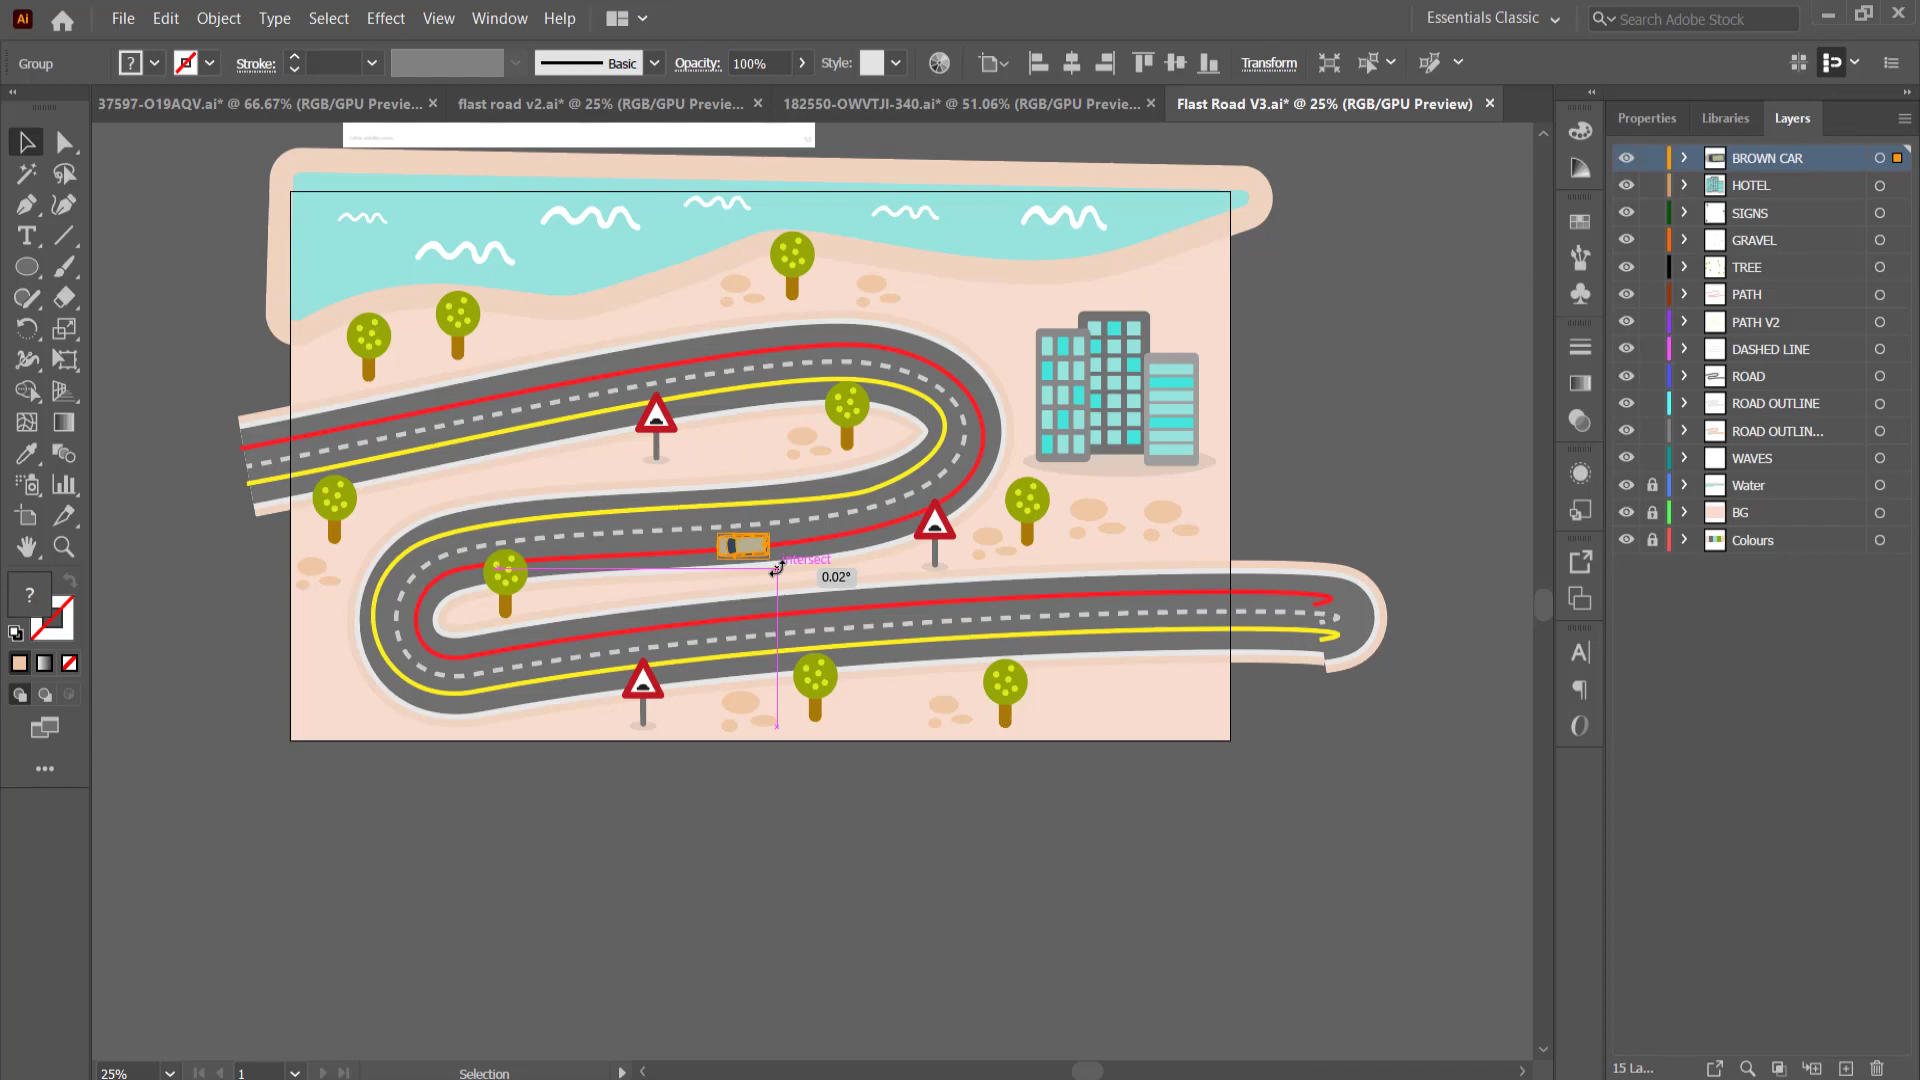 Ai File Edit Object Type Select Effect View Window Help Essentials Classic Search Adobe Stock
Group ? Stroke: Basic Opacity: 100% Style: Transform
37597-O19AQV.ai* @ 66.67% (RGB/GPU Previe... flast road v2.ai* @ 25% (RGB/GPU Previe... 182550-OWVTJI-340.ai* @ 51.06% (RGB/GPU Previe... Flast Road V3.ai* @ 25% (RGB/GPU Preview)
Properties Libraries Layers
BROWN CAR
HOTEL
SIGNS
GRAVEL
TREE
PATH
PATH V2
DASHED LINE
ROAD
ROAD OUTLINE
ROAD OUTLIN...
WAVES
Water
BG
Colours
intersect
0.02°
?
25% 1 Selection
15 La...